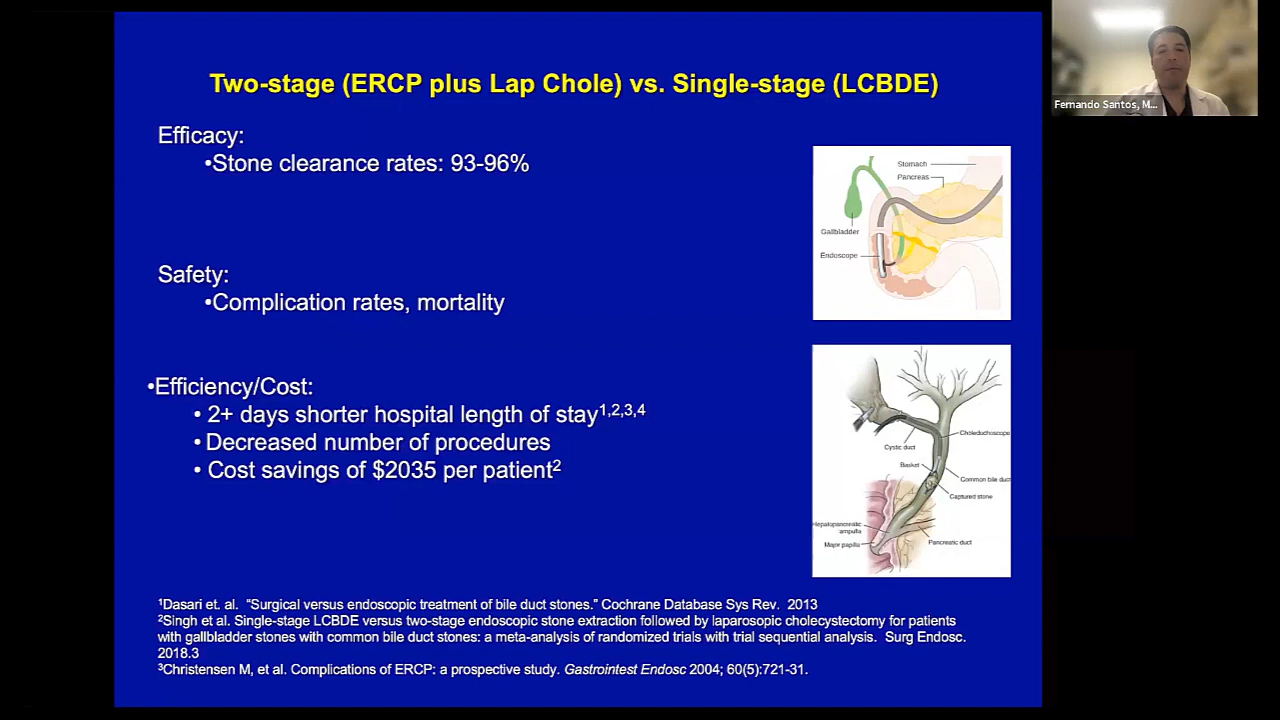 Two-stage (ERCP plus Lap Chole) vs. Single-stage (LCBDE)
Fernando Santos, M...
Efficacy:
•Stone clearance rates: 93-96%
Safety:
•Complication rates, mortality
•Efficiency/Cost:
• 2+ days shorter hospital length of stay1,2,3,4
• Decreased number of procedures
• Cost savings of $2035 per patient2
Stomach
Pancreas
Gallbladder
Endoscope
Choledochoscope
Cystic duct
Basket
Common bile duct
Captured stone
Hepatopancreatic
ampulla
Major papilla
Pancreatic duct
1Dasari et. al. "Surgical versus endoscopic treatment of bile duct stones." Cochrane Database Sys Rev. 2013
2Singh et al. Single-stage LCBDE versus two-stage endoscopic stone extraction followed by laparosopic cholecystectomy for patients
with gallbladder stones with common bile duct stones: a meta-analysis of randomized trials with trial sequential analysis. Surg Endosc.
2018.3
3Christensen M, et al. Complications of ERCP: a prospective study. Gastrointest Endosc 2004; 60(5):721-31.